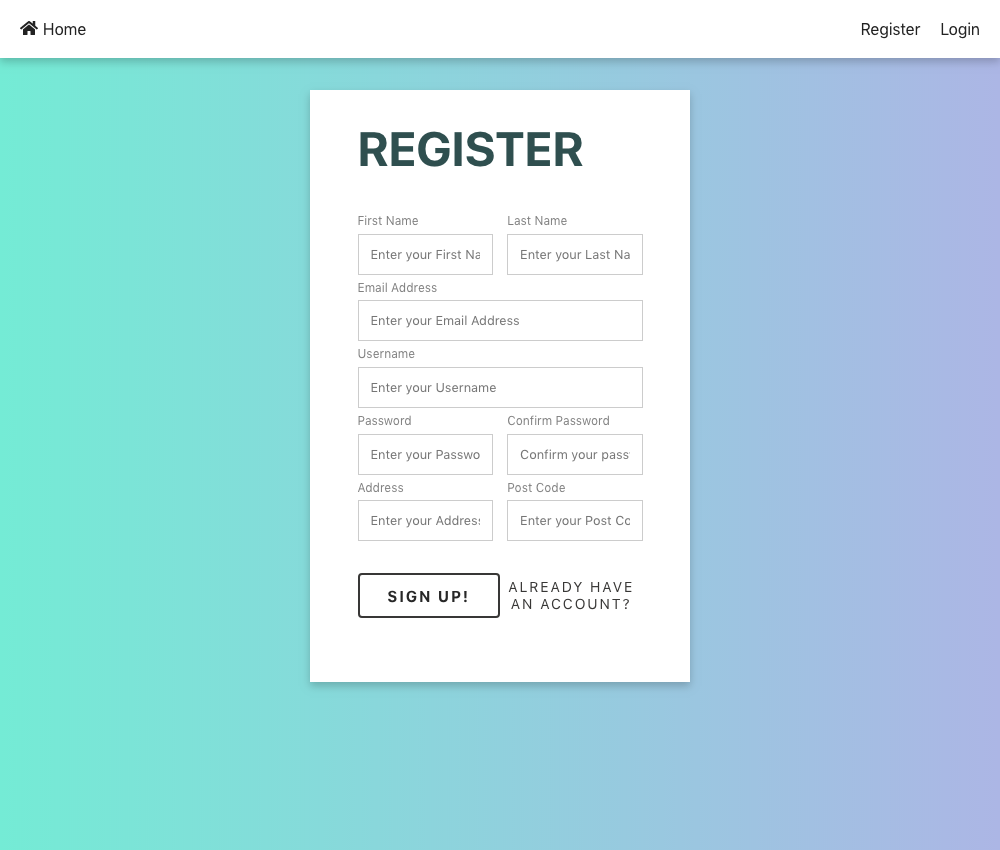 Home
Register
Login
REGISTER
First Name
Last Name
Enter your First Na
Enter your Last Na
Email Address
Enter your Email Address
Username
Enter your Username
Password
Confirm Password
Enter your Passwo
Confirm your pass
Address
Post Code
Enter your Address
Enter your Post Co
SIGN UP!
ALREADY HAVE
AN ACCOUNT?